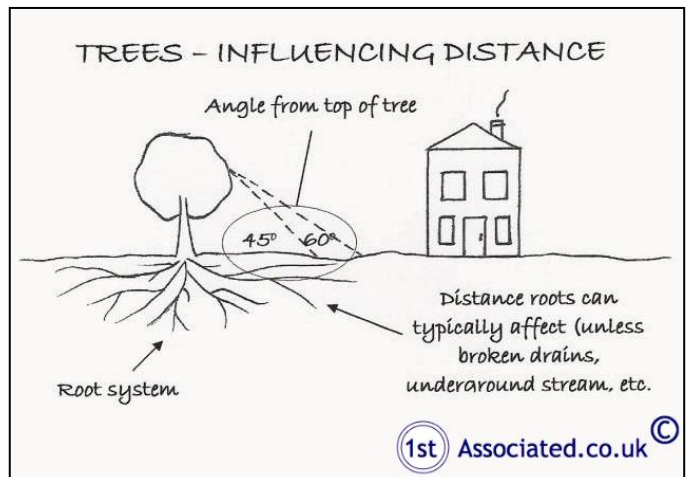 TREES – INFLUENCING DISTANCE
Angle from top of tree
45° 60°
Distance roots can
typically affect (unless
broken drains,
underground stream, etc.
Root system
1st Associated.co.uk ©